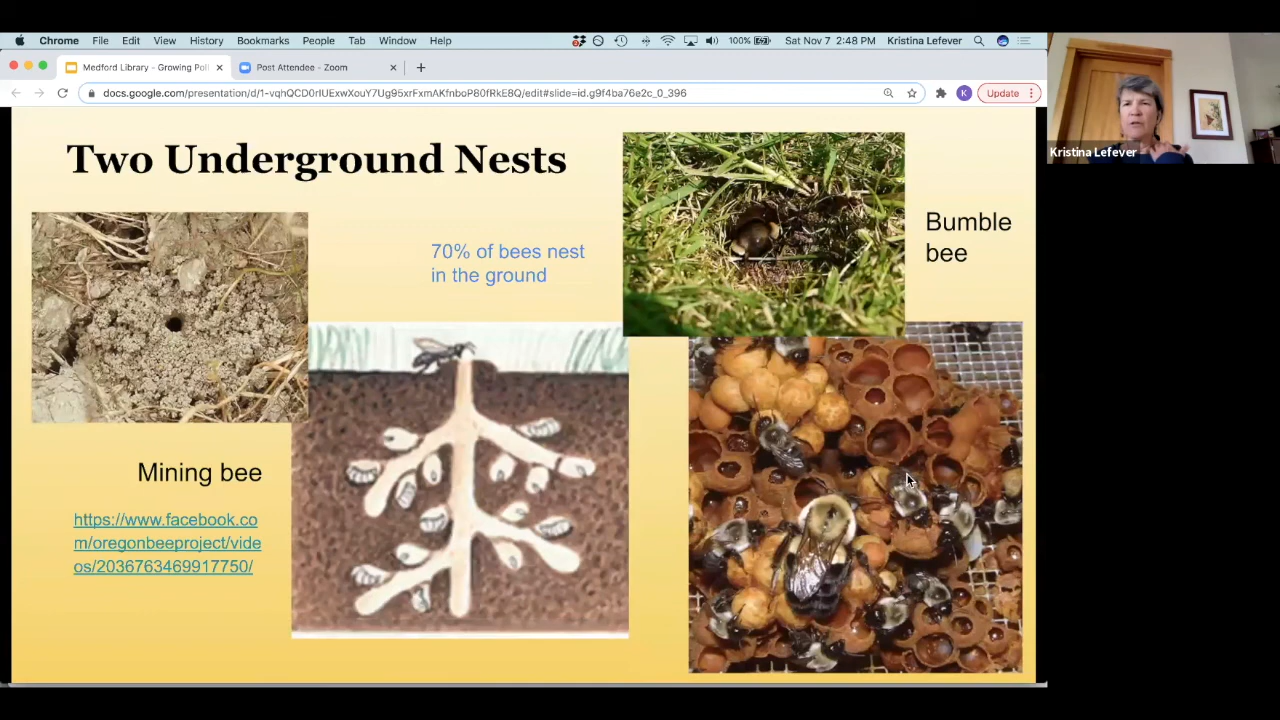 Chrome File Edit View History Bookmarks People Tab Window Help 100% Sat Nov 7 2:48 PM Kristina Lefever
Medford Library - Growing Poll Post Attendee - Zoom
docs.google.com/presentation/d/1-vqhQCD0rIUExwXouY7Ug95xrFxmAKfnboP80fRkE8Q/edit#slide=id.g9f4ba76e2c_0_396 K Update
Kristina Lefever
Two Underground Nests
70% of bees nest
in the ground
Bumble
bee
Mining bee
https://www.facebook.co
m/oregonbeeproject/vide
os/2036763469917750/